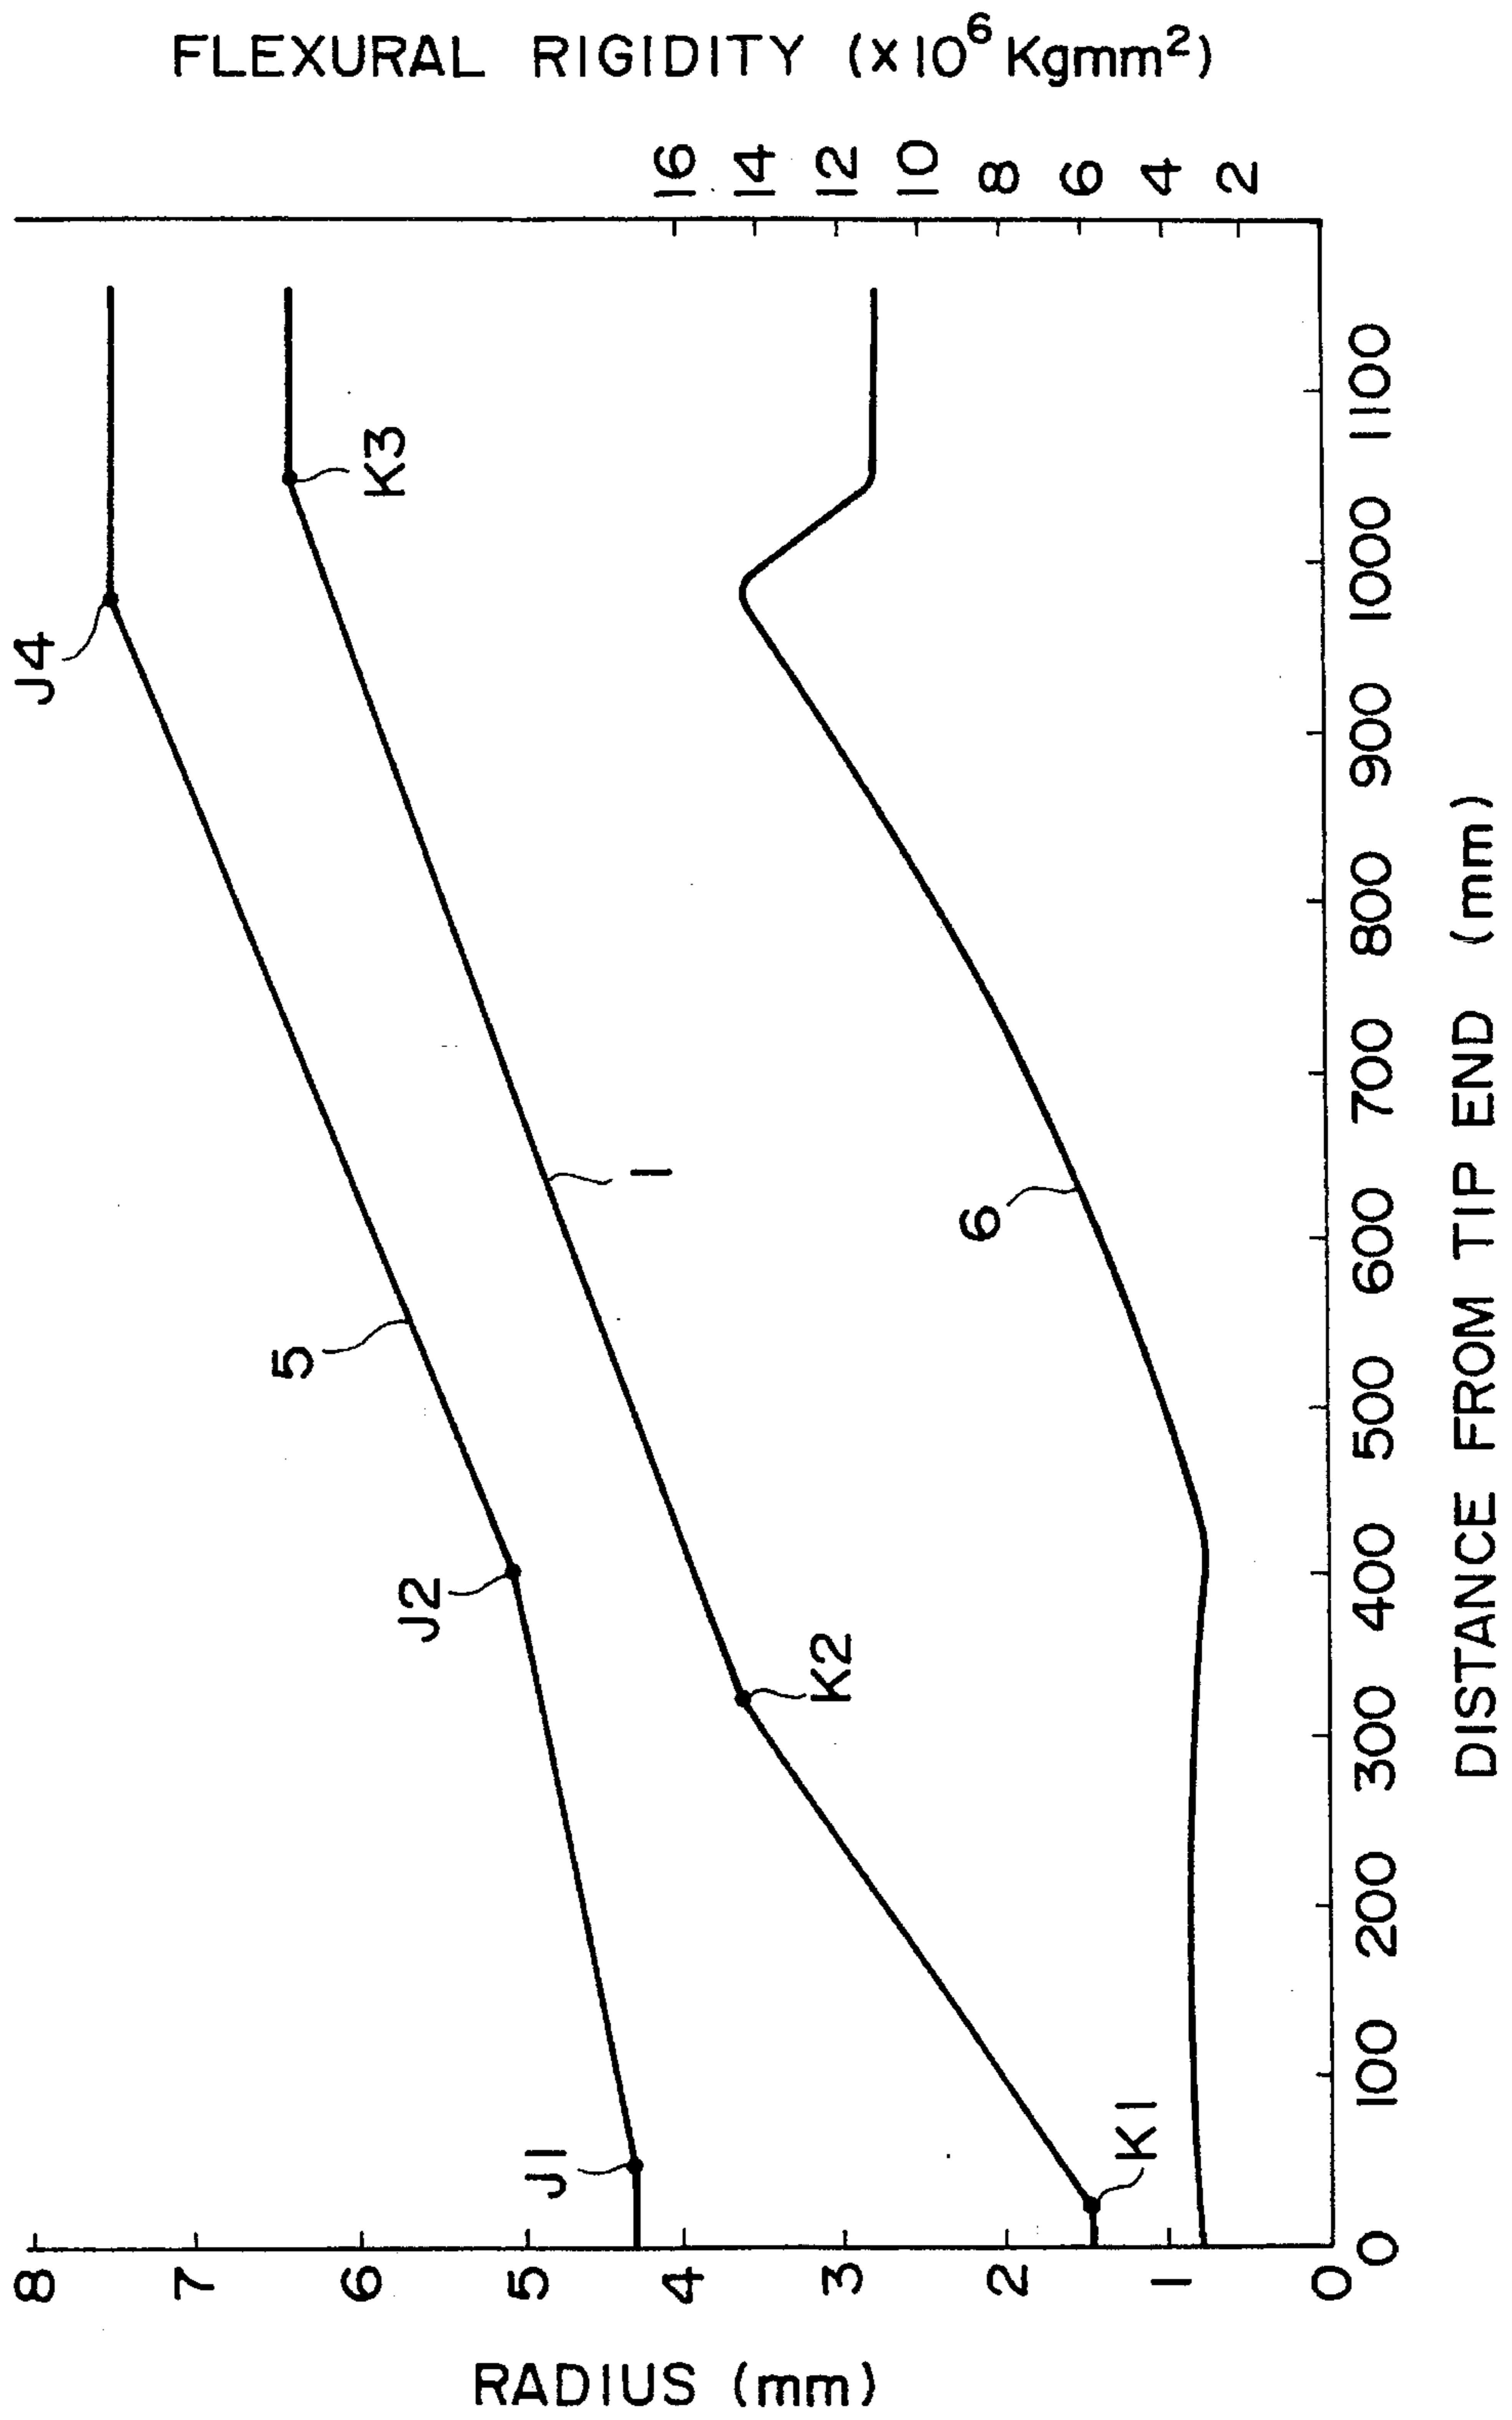 FLEXURAL RIGIDITY (x10⁶ Kgmm²)
16
14
12
10
8
6
4
2
J4
K3
5
1
6
J2
K2
J1
K1
8
7
6
5
4
3
2
1
0
RADIUS (mm)
0 100 200 300 400 500 600 700 800 900 1000 1100
DISTANCE FROM TIP END (mm)